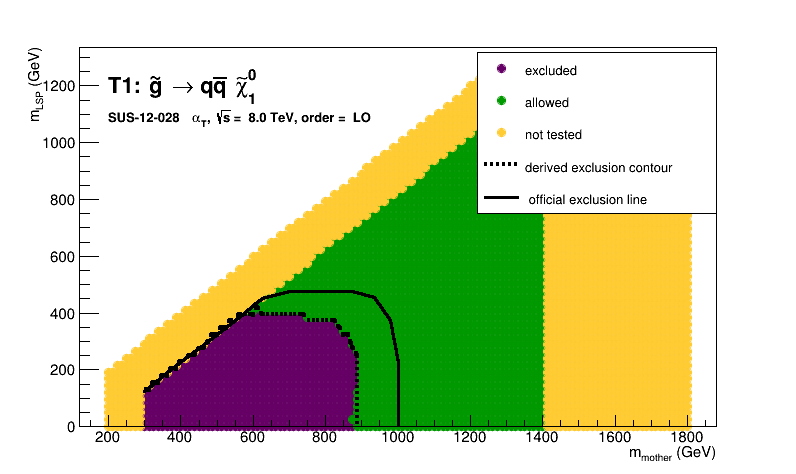 m_LSP (GeV)
T1: g̃ → qq̅ χ̃⁰₁
SUS-12-028 α_T, √s = 8.0 TeV, order = LO
excluded
allowed
not tested
derived exclusion contour
official exclusion line
1200
1000
800
600
400
200
0
200 400 600 800 1000 1200 1400 1600 1800
m_mother (GeV)